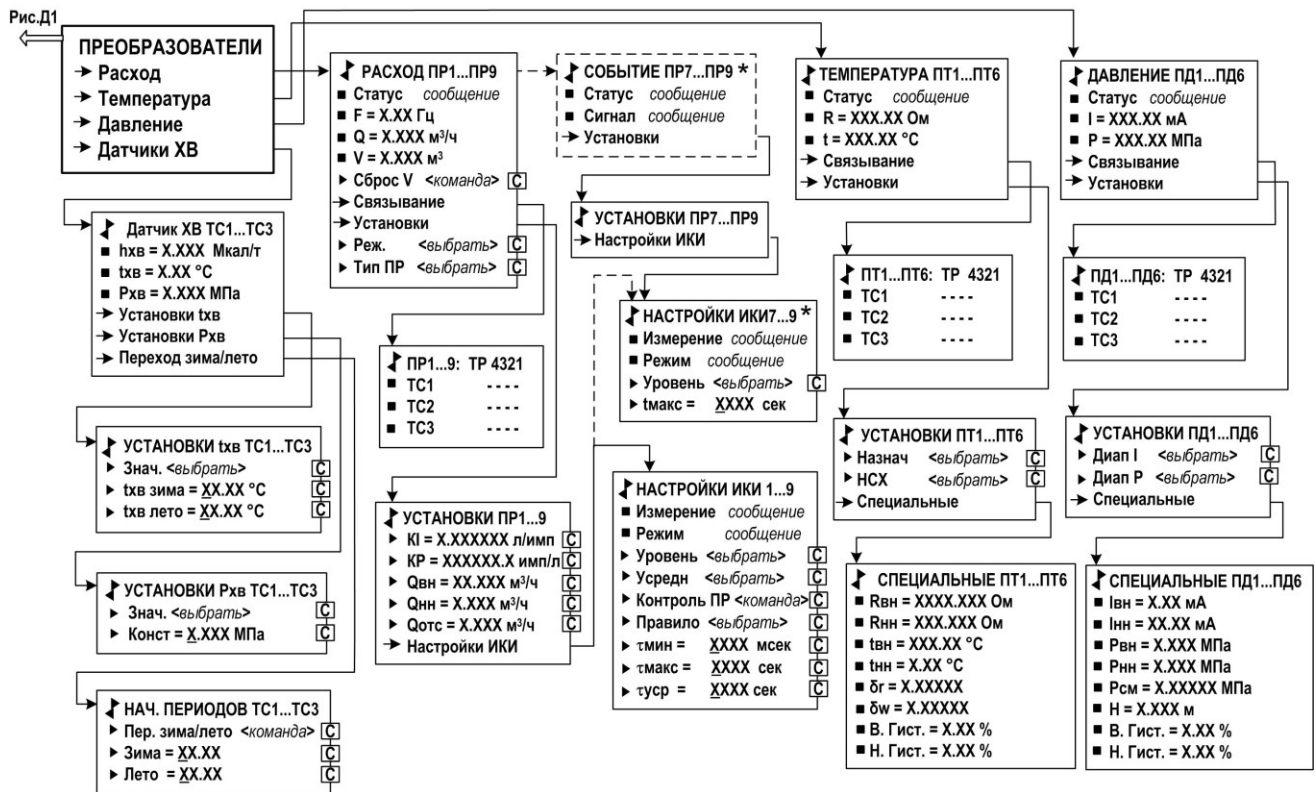 Рис.Д1
ПРЕОБРАЗОВАТЕЛИ
Расход
Температура
Давление
Датчики ХВ
РАСХОД ПР1...ПР9
Статус сообщение
F = X.XX Гц
Q = X.XXX м³/ч
V = X.XXX м³
Сброс V <команда> С
Связывание
Установки
Реж. <выбрать> С
Тип ПР <выбрать> С
СОБЫТИЕ ПР7...ПР9 *
Статус сообщение
Сигнал сообщение
Установки
ТЕМПЕРАТУРА ПТ1...ПТ6
Статус сообщение
R = XXX.XX Ом
t = XXX.XX °C
Связывание
Установки
ДАВЛЕНИЕ ПД1...ПД6
Статус сообщение
I = XXX.XX мА
P = XXX.XX МПа
Связывание
Установки
Датчик ХВ ТС1...ТС3
hхв = X.XXX Мкал/т
tхв = X.XX °C
Рхв = X.XXX МПа
Установки tхв
Установки Рхв
Переход зима/лето
УСТАНОВКИ ПР7...ПР9
Настройки ИКИ
ПТ1...ПТ6: ТР 4321
ТС1 - - - -
ТС2 - - - -
ТС3 - - - -
ПД1...ПД6: ТР 4321
ТС1 - - - -
ТС2 - - - -
ТС3 - - - -
НАСТРОЙКИ ИКИ7...9 *
Измерение сообщение
Режим сообщение
Уровень <выбрать> С
tмакс = XXXX сек
ПР1...9: ТР 4321
ТС1 - - - -
ТС2 - - - -
ТС3 - - - -
УСТАНОВКИ tхв ТС1...ТС3
Знач. <выбрать> С
tхв зима = XX.XX °C С
tхв лето = XX.XX °C С
УСТАНОВКИ ПТ1...ПТ6
Назнач <выбрать> С
НСХ <выбрать> С
Специальные
УСТАНОВКИ ПД1...ПД6
Диап I <выбрать> С
Диап Р <выбрать> С
Специальные
НАСТРОЙКИ ИКИ 1...9
Измерение сообщение
Режим сообщение
Уровень <выбрать> С
Усредн <выбрать> С
Контроль ПР <команда> С
Правило <выбрать> С
τмин = XXXX мсек С
τмакс = XXXX сек С
τуср = XXXX сек С
УСТАНОВКИ ПР1...9
KI = X.XXXXXX л/имп С
KP = XXXXXX.X имп/л С
Qвн = XX.XXX м³/ч С
Qнн = X.XXX м³/ч С
Qотс = X.XXX м³/ч С
Настройки ИКИ
УСТАНОВКИ Рхв ТС1...ТС3
Знач. <выбрать> С
Конст = X.XXX МПа С
СПЕЦИАЛЬНЫЕ ПТ1...ПТ6
Rвн = XXXX.XXX Ом
Rнн = XXX.XXX Ом
tвн = XXX.XX °C
tнн = X.XX °C
δr = X.XXXXX
δw = X.XXXXX
В. Гист. = X.XX %
Н. Гист. = X.XX %
СПЕЦИАЛЬНЫЕ ПД1...ПД6
Iвн = X.XX мА
Iнн = XX.XX мА
Рвн = X.XXX МПа
Рнн = X.XXX МПа
Рсм = X.XXXXX МПа
Н = X.XXX м
В. Гист. = X.XX %
Н. Гист. = X.XX %
НАЧ. ПЕРИОДОВ ТС1...ТС3
Пер. зима/лето <команда> С
Зима = XX.XX С
Лето = XX.XX С